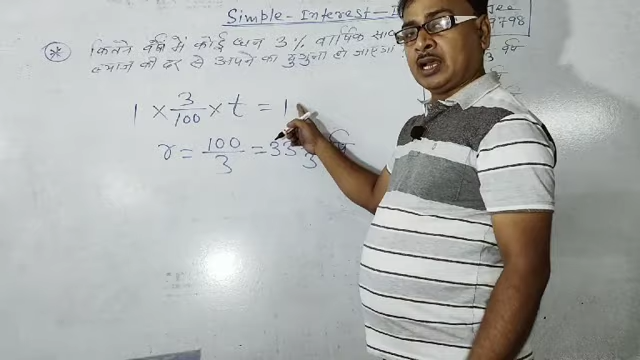 Simple-Interest
9798
* कितने वर्ष में कोई धन 3% वार्षिक
ब्याज की दर से अपने का दुगुना हो जाएगा
1 × 3/100 × t = 1
r = 100/3 = 33 1/3 वर्ष